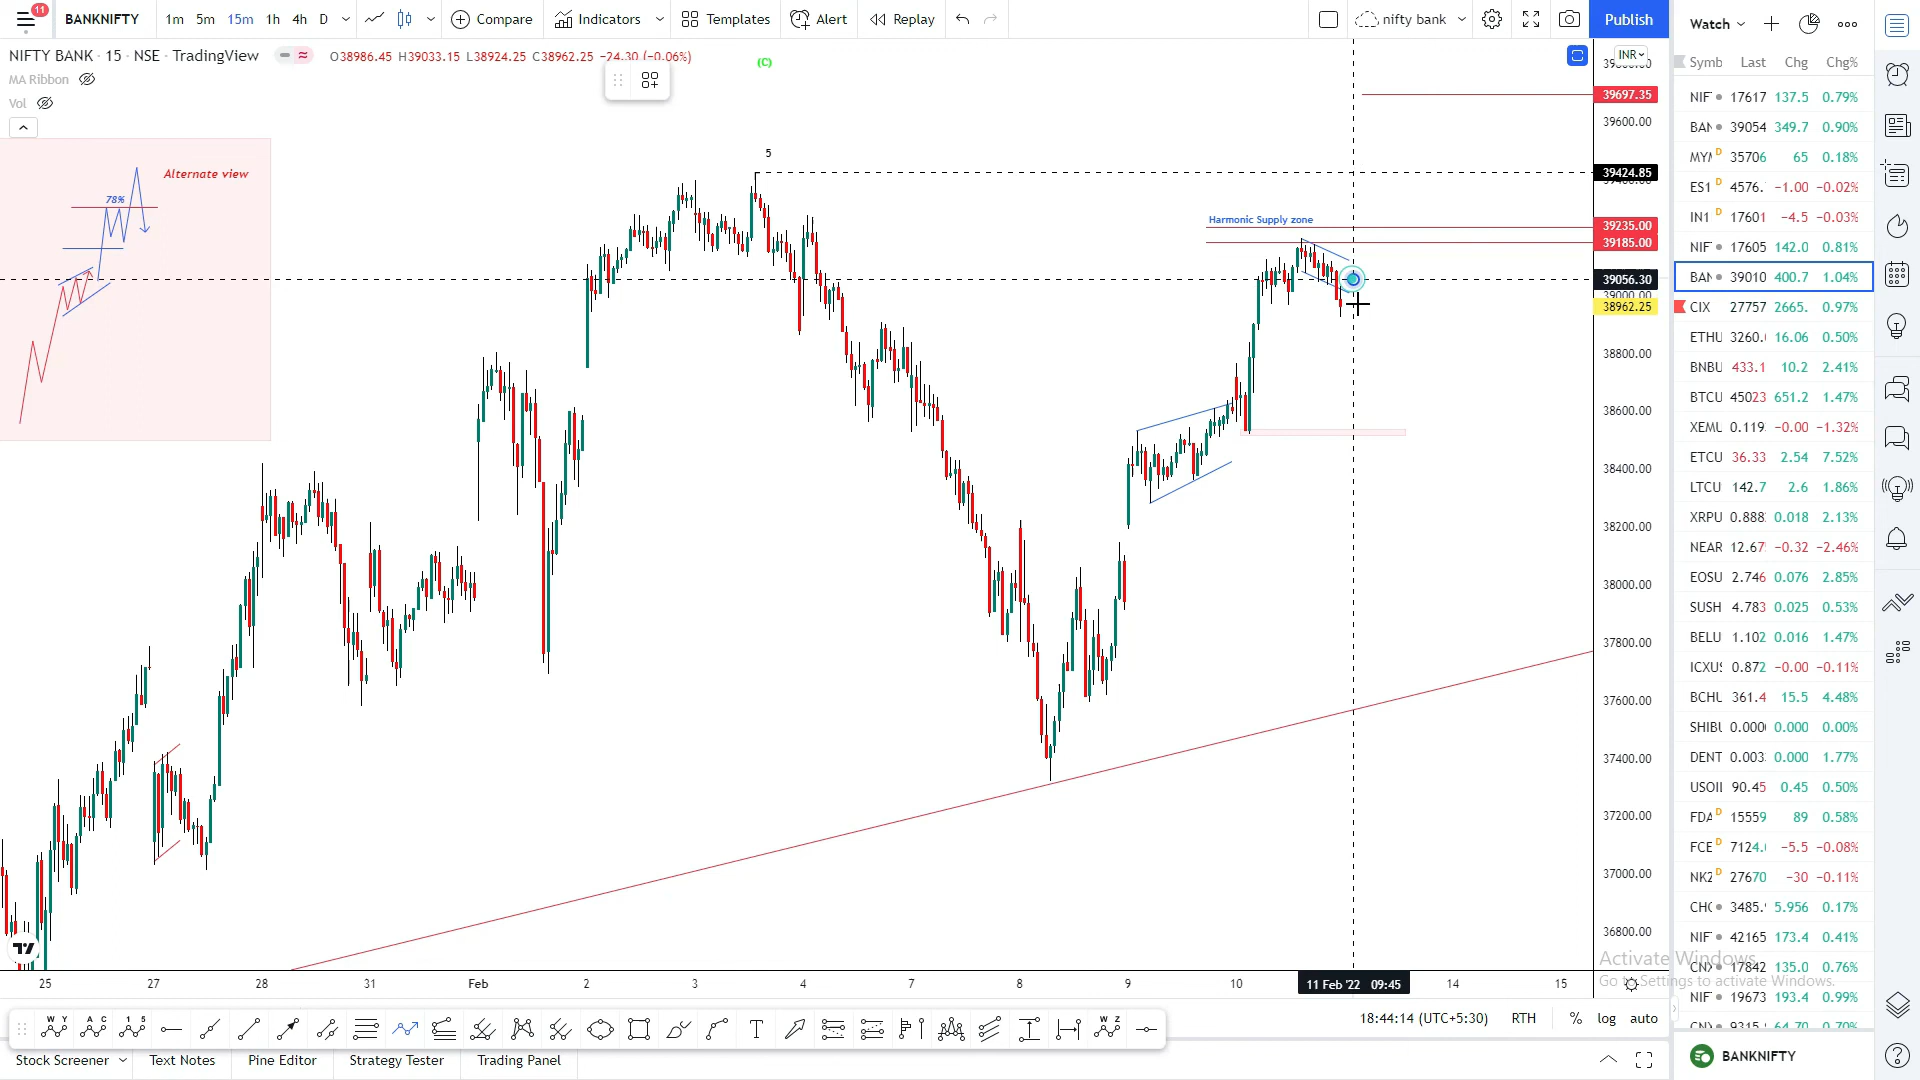 11
BANKNIFTY
1m 5m 15m 1h 4h D
Compare
Indicators
Templates
Alert
Replay
nifty bank
Publish
NIFTY BANK · 15 · NSE · TradingView
O38986.45 H39033.15 L38924.25 C38962.25 −24.30 (−0.06%)
MA Ribbon
Vol
(C)
INR
Alternate view
78%
5
Harmonic Supply zone
39697.35
39600.00
39424.85
39235.00
39185.00
39056.30
38962.25
38800.00
38600.00
38400.00
38200.00
38000.00
37800.00
37600.00
37400.00
37200.00
37000.00
36800.00
25 27 28 31 Feb 2 3 4 7 8 9 10 11 Feb '22 09:45 14 15
18:44:14 (UTC+5:30) RTH % log auto
Stock Screener
Text Notes
Pine Editor
Strategy Tester
Trading Panel
Watch
Symb Last Chg Chg%
NIF 17617 137.5 0.79%
BAN 39054 349.7 0.90%
MYM D 35706 65 0.18%
ES1 D 4576. −1.00 −0.02%
IN1 D 17601 −4.5 −0.03%
NIF 17605 142.0 0.81%
BAN 39010 400.7 1.04%
CIX 27757 2665. 0.97%
ETHU 3260. 16.06 0.50%
BNBU 433.1 10.2 2.41%
BTCU 45023 651.2 1.47%
XEMU 0.119 −0.00 −1.32%
ETCU 36.33 2.54 7.52%
LTCU 142.7 2.6 1.86%
XRPU 0.888 0.018 2.13%
NEAR 12.67 −0.32 −2.46%
EOSU 2.746 0.076 2.85%
SUSH 4.783 0.025 0.53%
BELU 1.102 0.016 1.47%
ICXU 0.872 −0.00 −0.11%
BCHU 361.4 15.5 4.48%
SHIBU 0.000 0.000 0.00%
DENT 0.003 0.000 1.77%
USOII 90.45 0.45 0.50%
FDA D 15559 89 0.58%
FCE D 7124. −5.5 −0.08%
NK2 D 27670 −30 −0.11%
3485. 5.956 0.17%
NIF 42165 173.4 0.41%
CNX 17842 135.0 0.76%
NIF 19673 193.4 0.99%
Activate Windows
Go to Settings to activate Windows.
BANKNIFTY